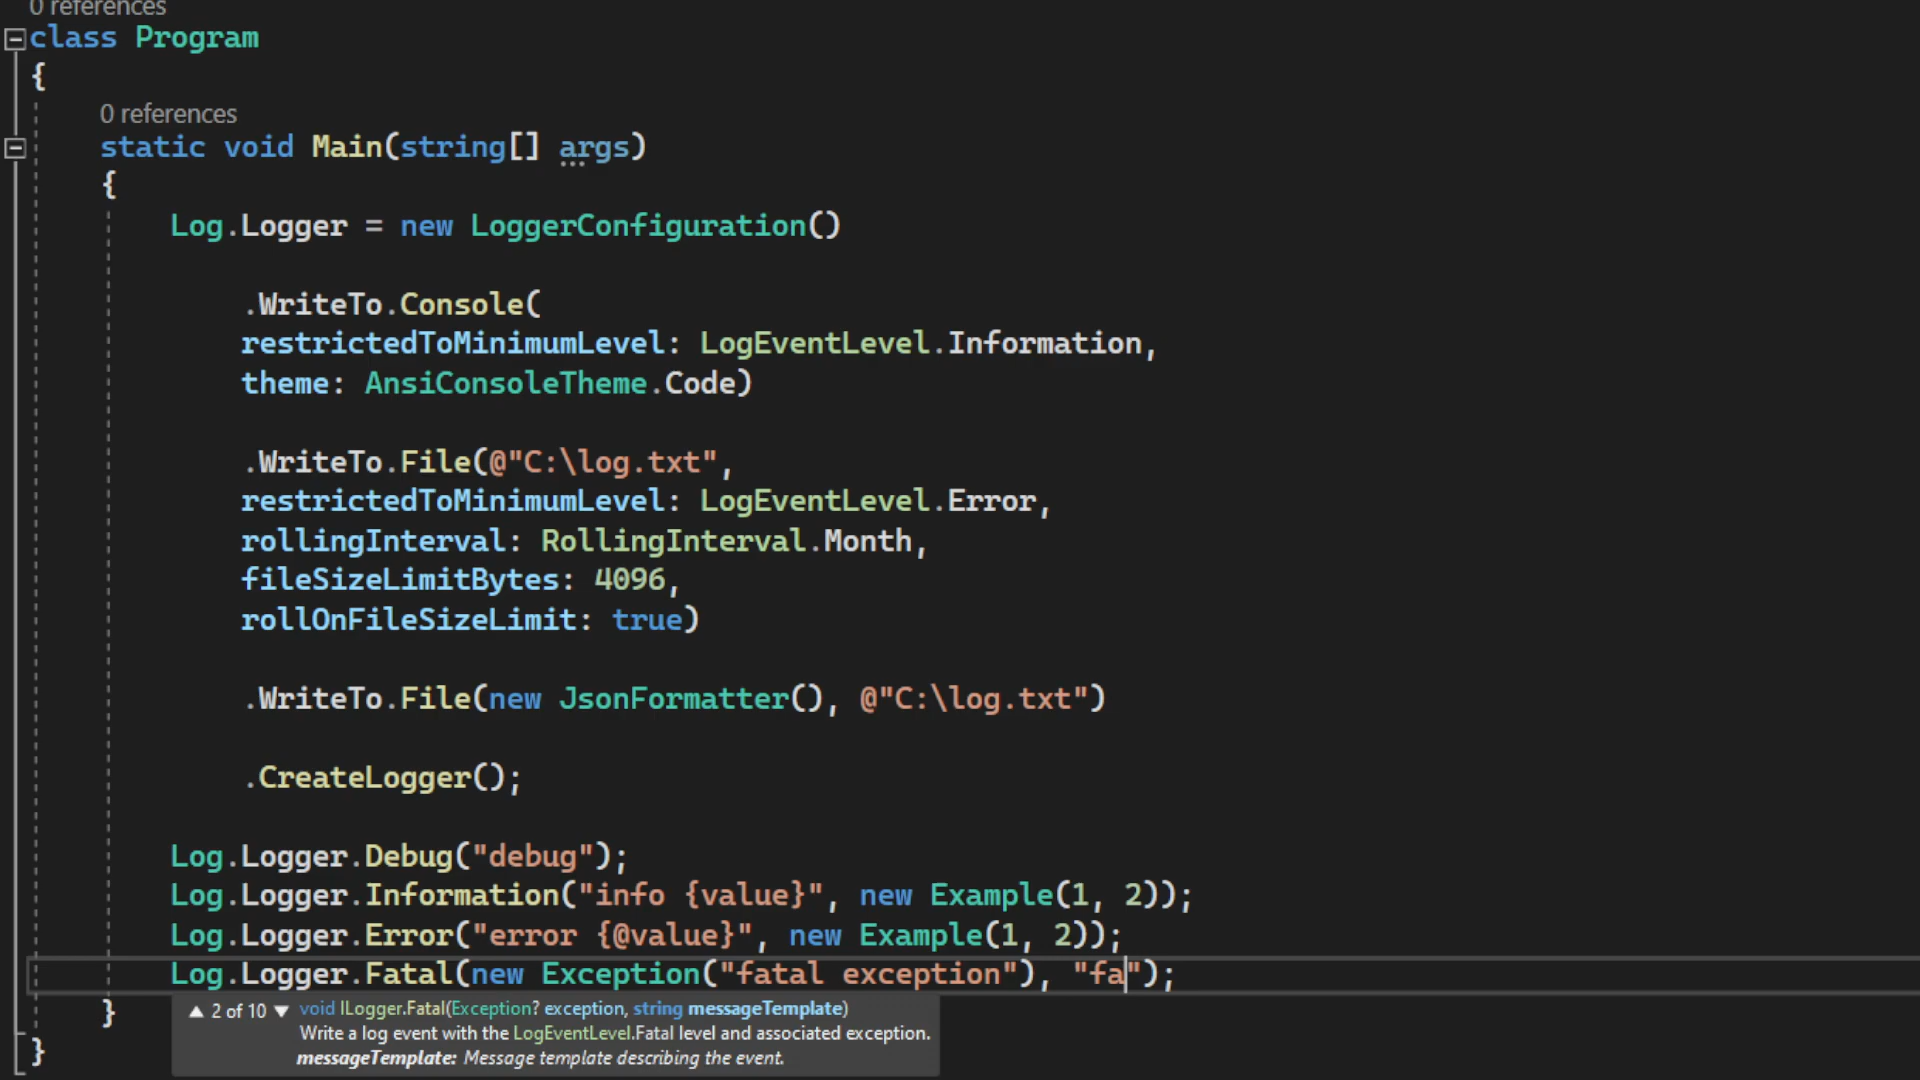 0 references
class Program
{
0 references
static void Main(string[] args)
{
Log.Logger = new LoggerConfiguration()
.WriteTo.Console(
restrictedToMinimumLevel: LogEventLevel.Information,
theme: AnsiConsoleTheme.Code)
.WriteTo.File(@"C:\log.txt",
restrictedToMinimumLevel: LogEventLevel.Error,
rollingInterval: RollingInterval.Month,
fileSizeLimitBytes: 4096,
rollOnFileSizeLimit: true)
.WriteTo.File(new JsonFormatter(), @"C:\log.txt")
.CreateLogger();
Log.Logger.Debug("debug");
Log.Logger.Information("info {value}", new Example(1, 2));
Log.Logger.Error("error {@value}", new Example(1, 2));
Log.Logger.Fatal(new Exception("fatal exception"), "fa");
}
▲ 2 of 10 ▼ void ILogger.Fatal(Exception? exception, string messageTemplate)
Write a log event with the LogEventLevel.Fatal level and associated exception.
messageTemplate: Message template describing the event.
}